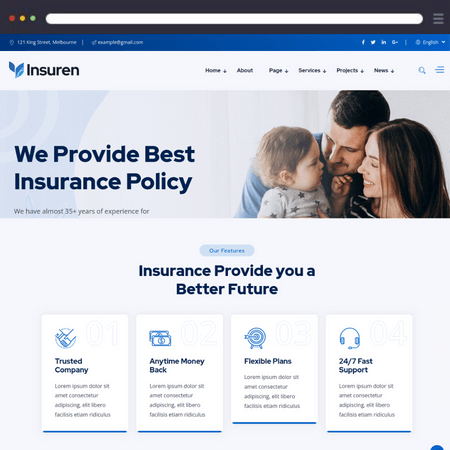 121 King Street, Melbourne | example@gmail.com English
Insuren Home About Page Services Projects News
We Provide Best
Insurance Policy
We have almost 35+ years of experience for
Our Features
Insurance Provide you a
Better Future
01 02 03 04
Trusted
Company
Lorem ipsum dolor sit
amet consectetur
adipiscing, elit libero
facilisis etiam ridiculus
Anytime Money
Back
Lorem ipsum dolor sit
amet consectetur
adipiscing, elit libero
facilisis etiam ridiculus
Flexible Plans
Lorem ipsum dolor sit
amet consectetur
adipiscing, elit libero
facilisis etiam ridiculus
24/7 Fast
Support
Lorem ipsum dolor sit
amet consectetur
adipiscing, elit libero
facilisis etiam ridiculus